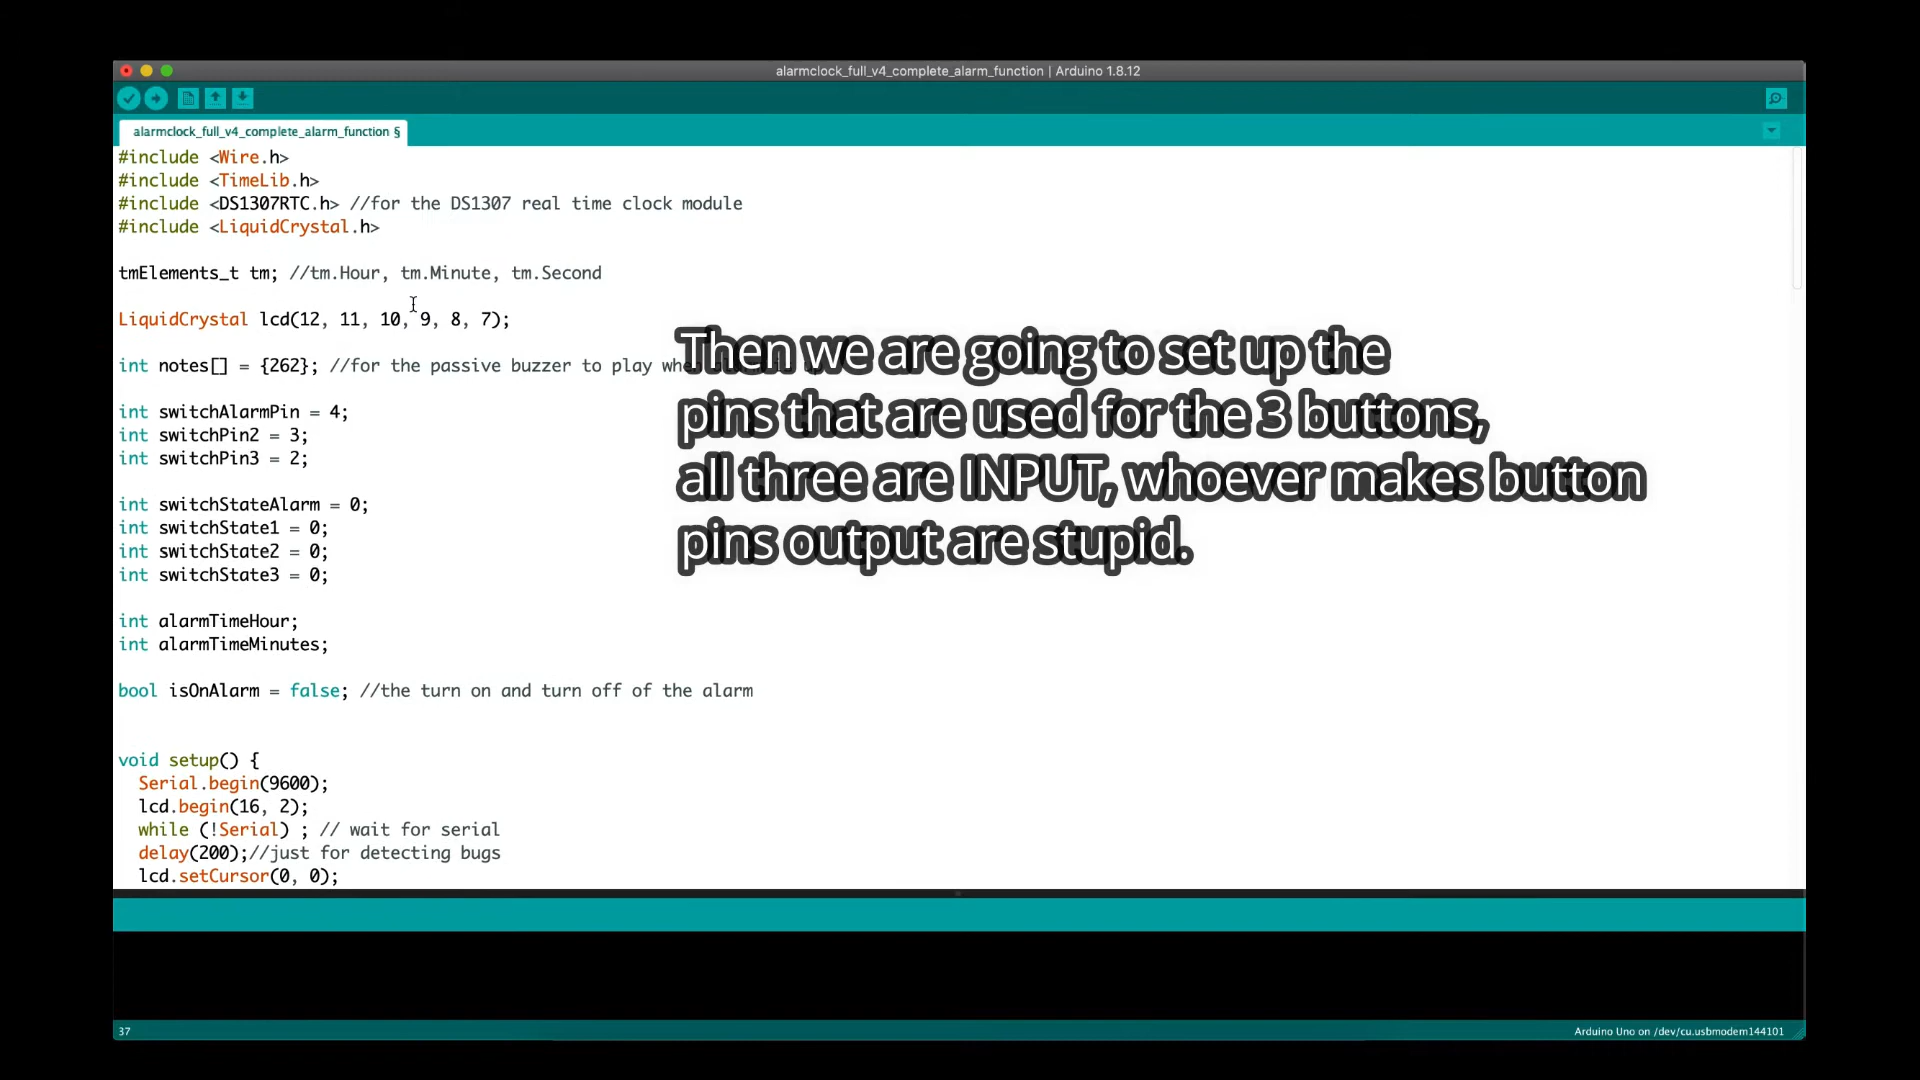 alarmclock_full_v4_complete_alarm_function | Arduino 1.8.12
alarmclock_full_v4_complete_alarm_function §
#include <Wire.h>
#include <TimeLib.h>
#include <DS1307RTC.h> //for the DS1307 real time clock module
#include <LiquidCrystal.h>
tmElements_t tm; //tm.Hour, tm.Minute, tm.Second
LiquidCrystal lcd(12, 11, 10, 9, 8, 7);
int notes[] = {262}; //for the passive buzzer to play
Then we are going to set up the
pins that are used for the 3 buttons,
all three are INPUT, whoever makes button
pins output are stupid.
int switchAlarmPin = 4;
int switchPin2 = 3;
int switchPin3 = 2;
int switchStateAlarm = 0;
int switchState1 = 0;
int switchState2 = 0;
int switchState3 = 0;
int alarmTimeHour;
int alarmTimeMinutes;
bool isOnAlarm = false; //the turn on and turn off of the alarm
void setup() {
Serial.begin(9600);
lcd.begin(16, 2);
while (!Serial) ; // wait for serial
delay(200);//just for detecting bugs
lcd.setCursor(0, 0);
37
Arduino Uno on /dev/cu.usbmodem144101